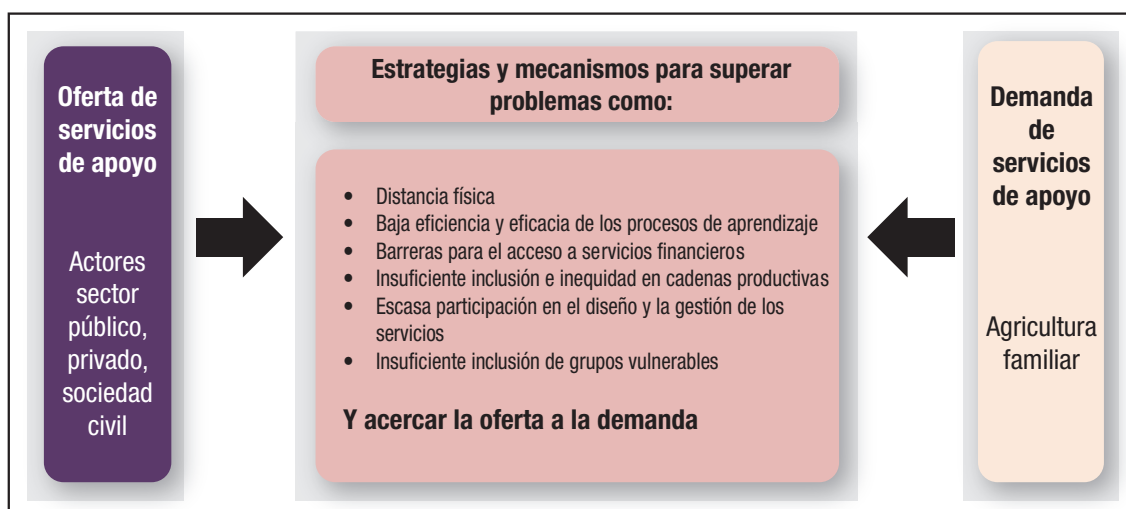 Oferta de
servicios
de apoyo
Actores
sector
público,
privado,
sociedad
civil
Estrategias y mecanismos para superar
problemas como:
• Distancia física
• Baja eficiencia y eficacia de los procesos de aprendizaje
• Barreras para el acceso a servicios financieros
• Insuficiente inclusión e inequidad en cadenas productivas
• Escasa participación en el diseño y la gestión de los
servicios
• Insuficiente inclusión de grupos vulnerables
Y acercar la oferta a la demanda
Demanda
de
servicios
de apoyo
Agricultura
familiar